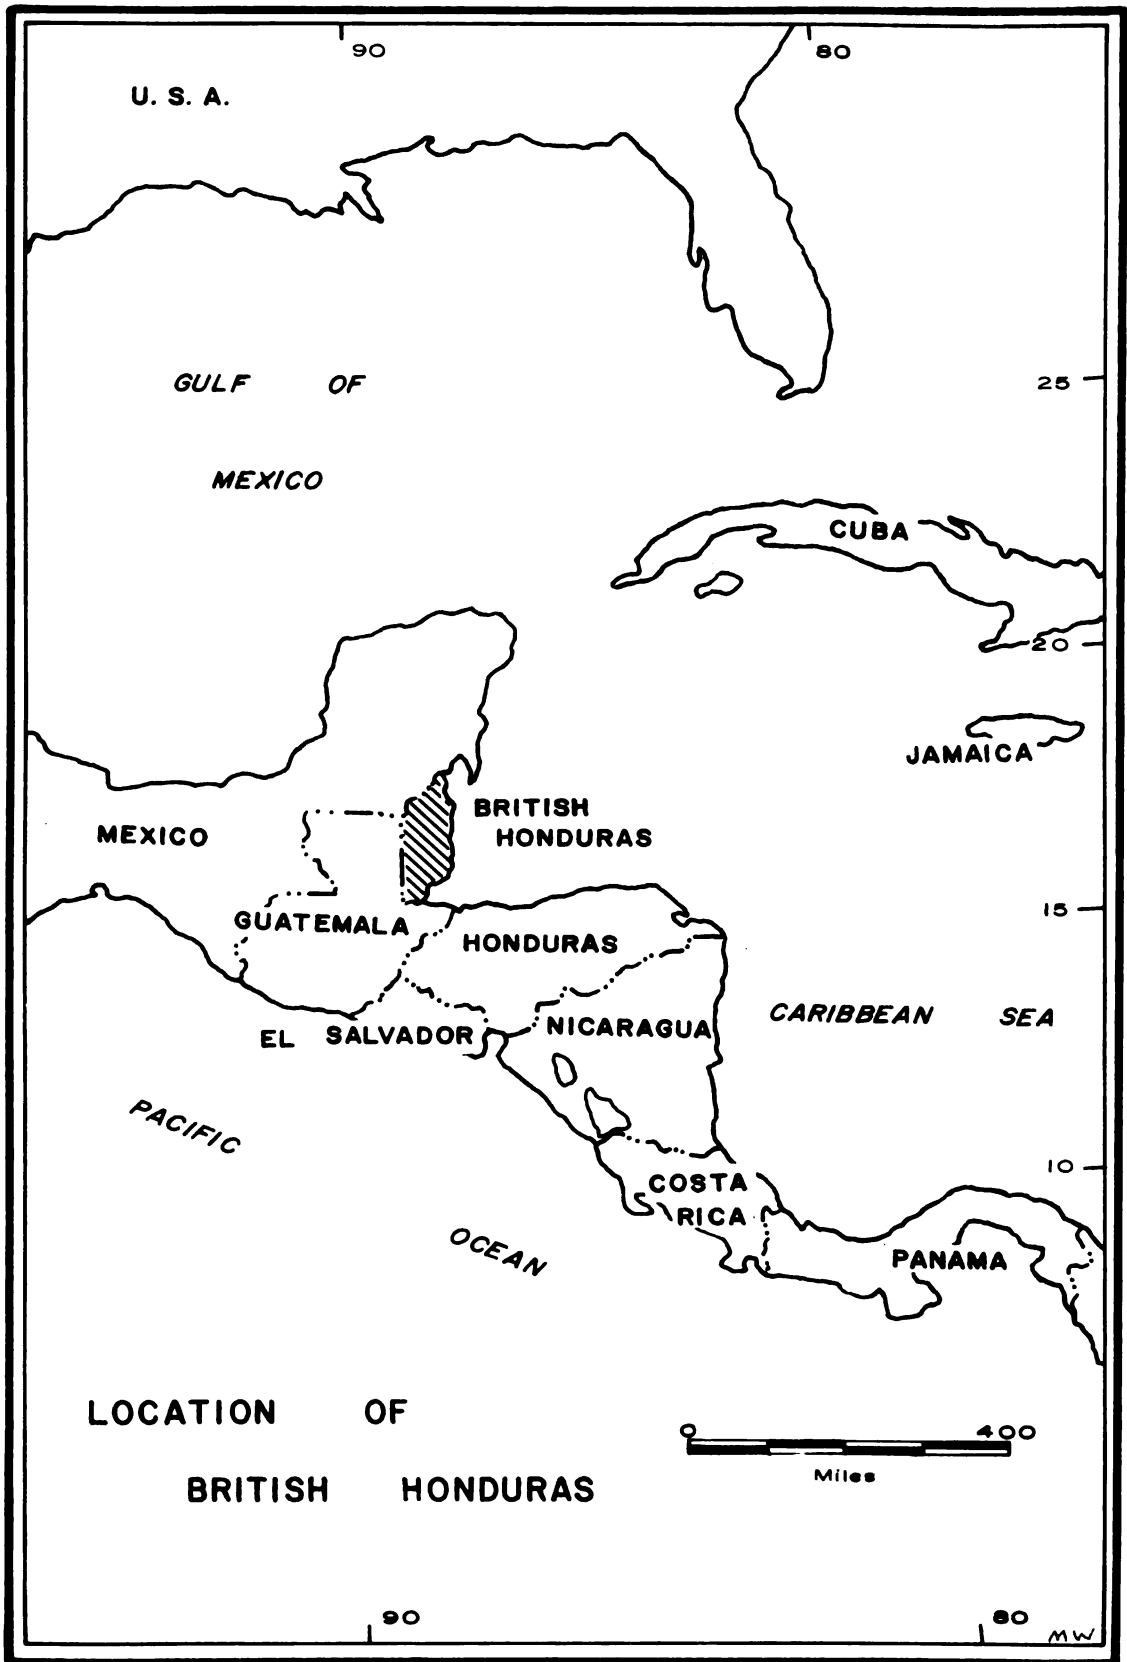 90
80
U. S. A.
25
GULF OF
MEXICO
CUBA
20
JAMAICA
BRITISH
HONDURAS
MEXICO
15
GUATEMALA
HONDURAS
CARIBBEAN SEA
NICARAGUA
EL SALVADOR
PACIFIC
10
COSTA
RICA
OCEAN
PANAMA
LOCATION OF
BRITISH HONDURAS
0 400
Miles
90
80
MW